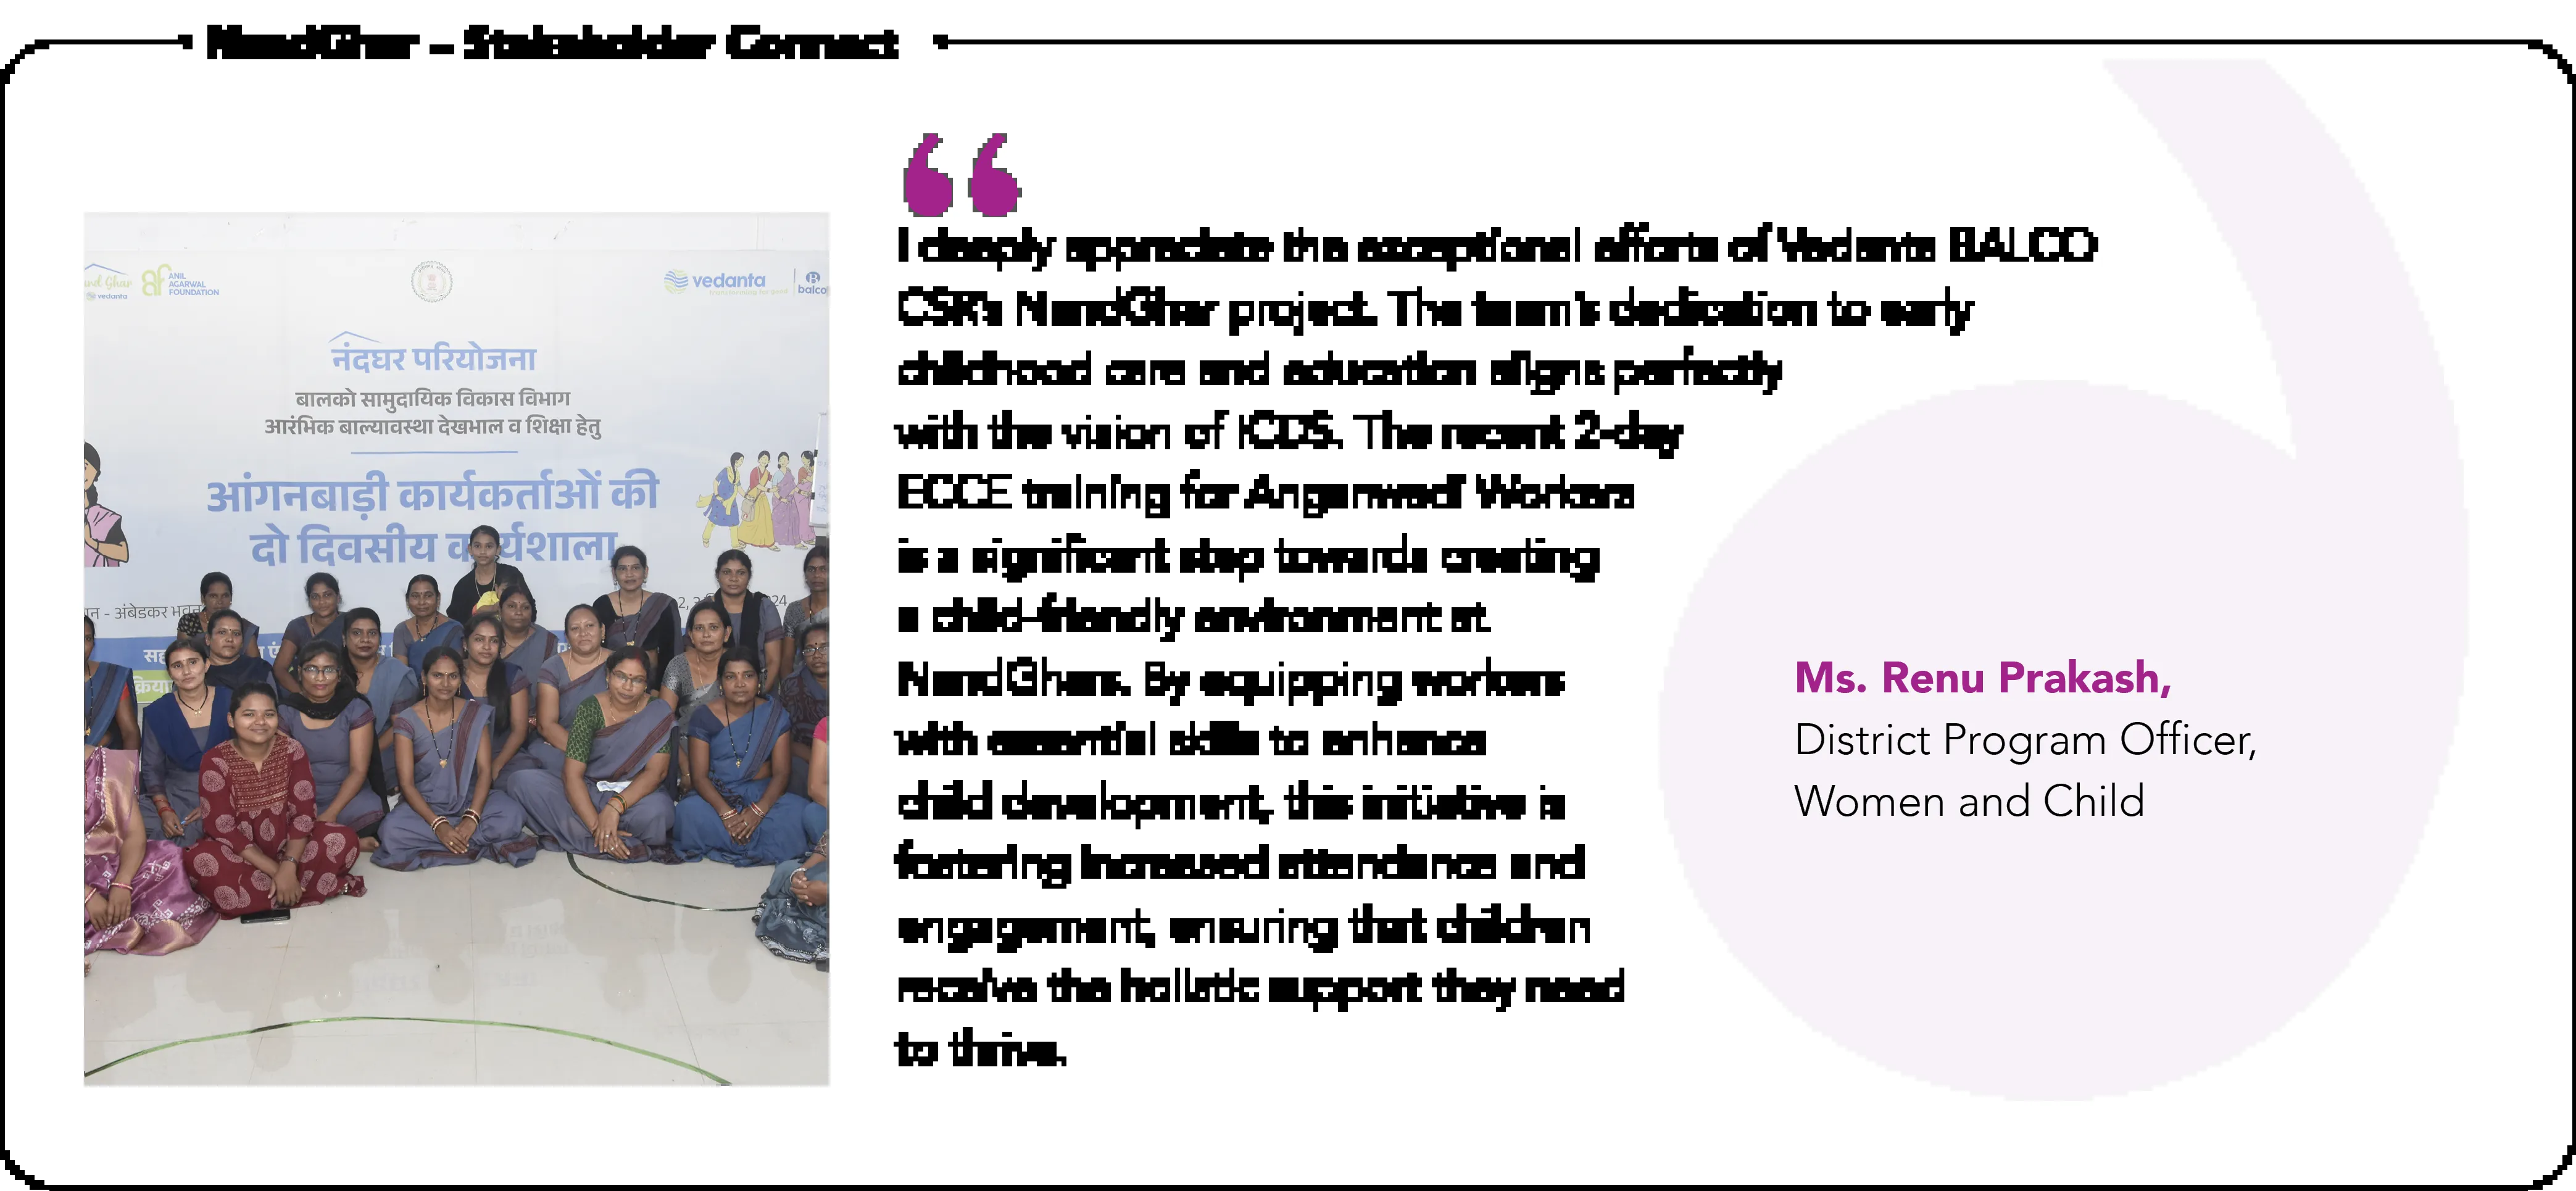 NandGhar – Stakeholder Connect
I deeply appreciate the exceptional efforts of Vedanta BALCO
CSR's NandGhar project. The team's dedication to early
childhood care and education aligns perfectly
with the vision of ICDS. The recent 2-day
ECCE training for Anganwadi Workers
is a significant step towards creating
a child-friendly environment at
NandGhars. By equipping workers
with essential skills to enhance
child development, this initiative is
fostering increased attendance and
engagement, ensuring that children
receive the holistic support they need
to thrive.
Ms. Renu Prakash,
District Program Officer,
Women and Child
Ghar
vedanta
ANIL
AGARWAL
FOUNDATION
vedanta
balco
नंदघर परियोजना
बालको सामुदायिक विकास विभाग
आरंभिक बाल्यावस्था देखभाल व शिक्षा हेतु
आंगनबाड़ी कार्यकर्ताओं की
दो दिवसीय कार्यशाला
- अंबेडकर भवन